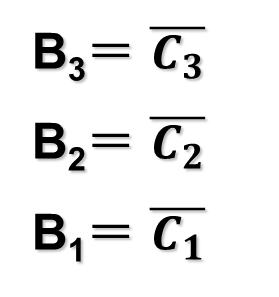 B₃ = C̅₃
B₂ = C̅₂
B₁ = C̅₁